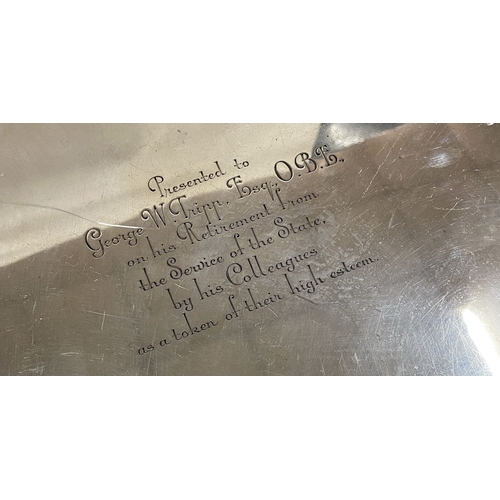 Presented to
George W. Tripp, Esq., O.B.E.,
on his Retirement from
the Service of the State,
by his Colleagues
as a token of their high esteem.